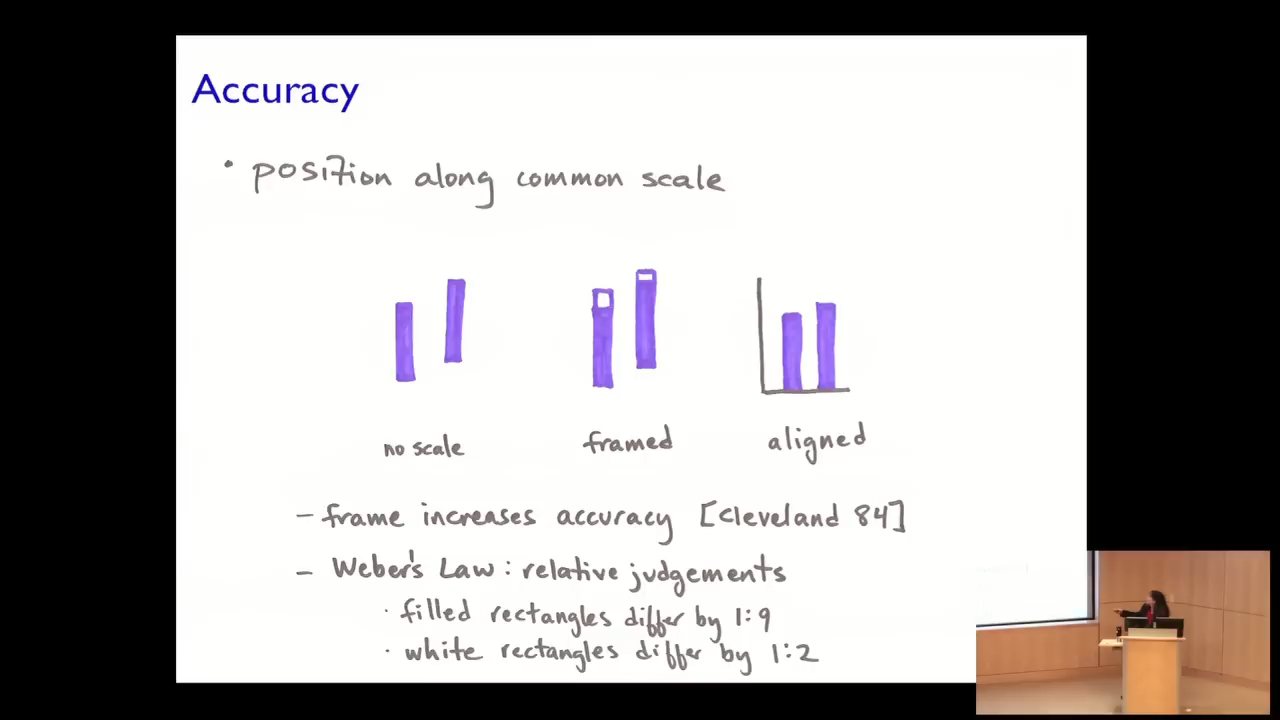 Accuracy
• position along common scale
no scale framed aligned
– frame increases accuracy [Cleveland 84]
– Weber's Law: relative judgements
· filled rectangles differ by 1:9
· white rectangles differ by 1:2